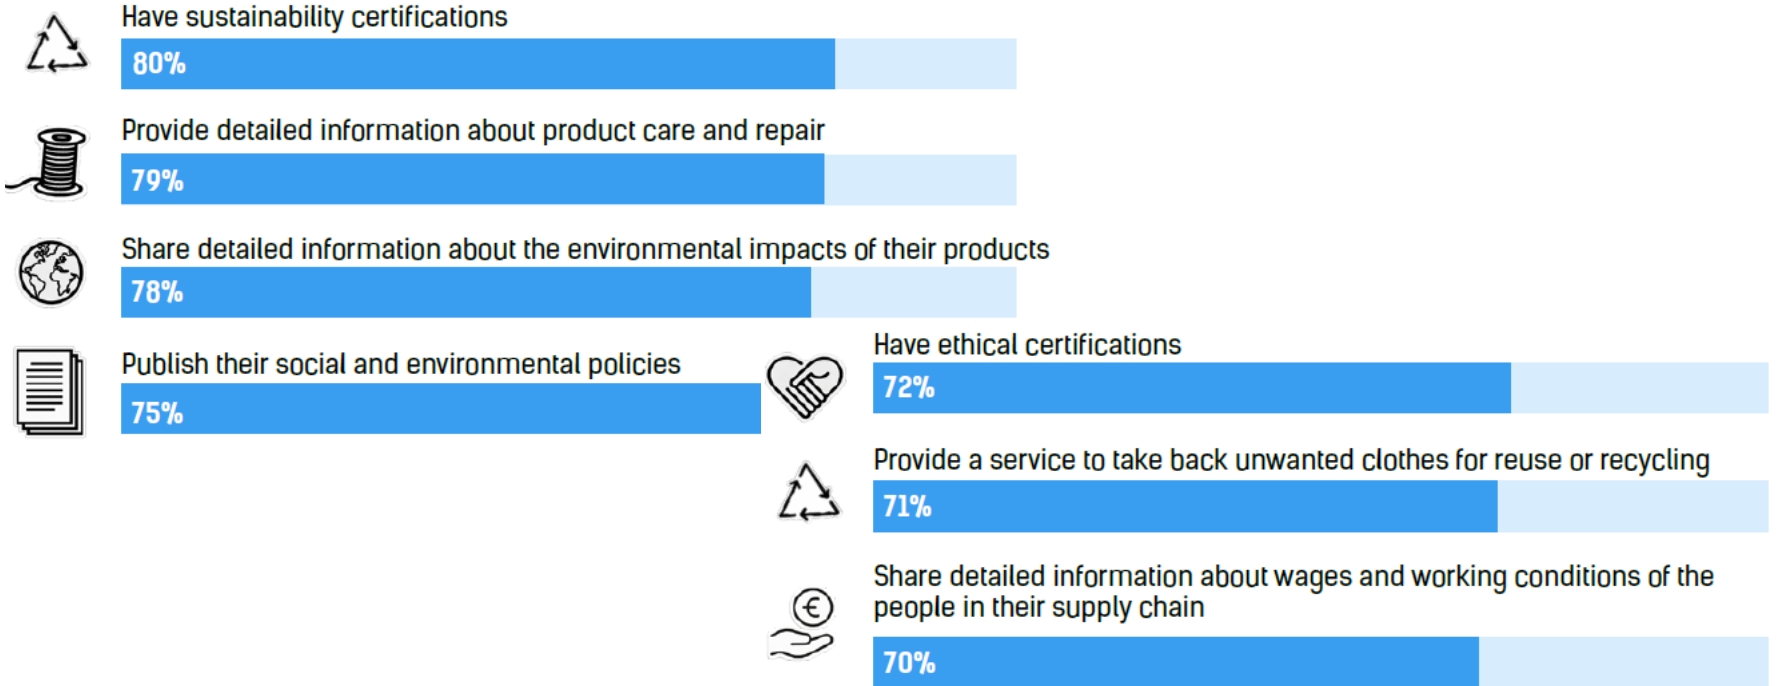 Have sustainability certifications
80%
Provide detailed information about product care and repair
79%
Share detailed information about the environmental impacts of their products
78%
Publish their social and environmental policies
75%
Have ethical certifications
72%
Provide a service to take back unwanted clothes for reuse or recycling
71%
Share detailed information about wages and working conditions of the
people in their supply chain
€
70%